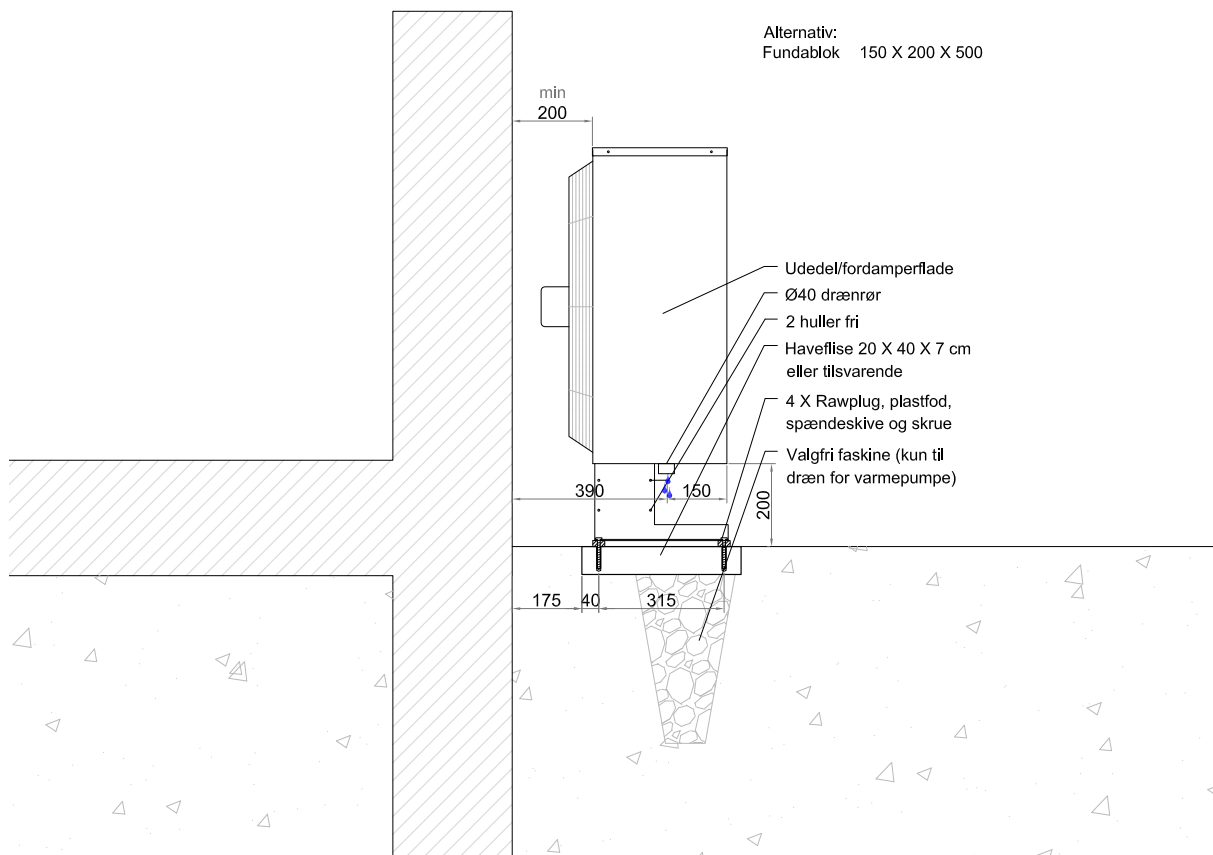 Alternativ:
Fundablok 150 X 200 X 500
min
200
Udedel/fordamperflade
Ø40 drænrør
2 huller fri
Haveflise 20 X 40 X 7 cm
eller tilsvarende
4 X Rawplug, plastfod,
spændeskive og skrue
Valgfri faskine (kun til
dræn for varmepumpe)
390
150
200
175
40
315